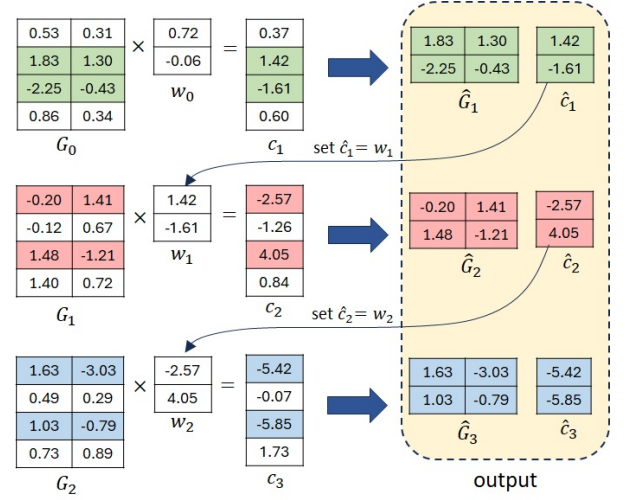 0.53 0.31 × 0.72 = 0.37
1.83 1.30 -0.06 1.42 1.83 1.30 1.42
-2.25 -0.43 w₀ -1.61 -2.25 -0.43 -1.61
0.86 0.34 0.60 Ĝ₁ ĉ₁
G₀ c₁
set ĉ₁= w₁
-0.20 1.41 × 1.42 = -2.57 -0.20 1.41 -2.57
-0.12 0.67 -1.61 -1.26 1.48 -1.21 4.05
1.48 -1.21 w₁ 4.05 Ĝ₂ ĉ₂
1.40 0.72 0.84
G₁ c₂
set ĉ₂= w₂
1.63 -3.03 × -2.57 = -5.42 1.63 -3.03 -5.42
0.49 0.29 4.05 -0.07 1.03 -0.79 -5.85
1.03 -0.79 w₂ -5.85 Ĝ₃ ĉ₃
0.73 0.89 1.73
G₂ c₃
output